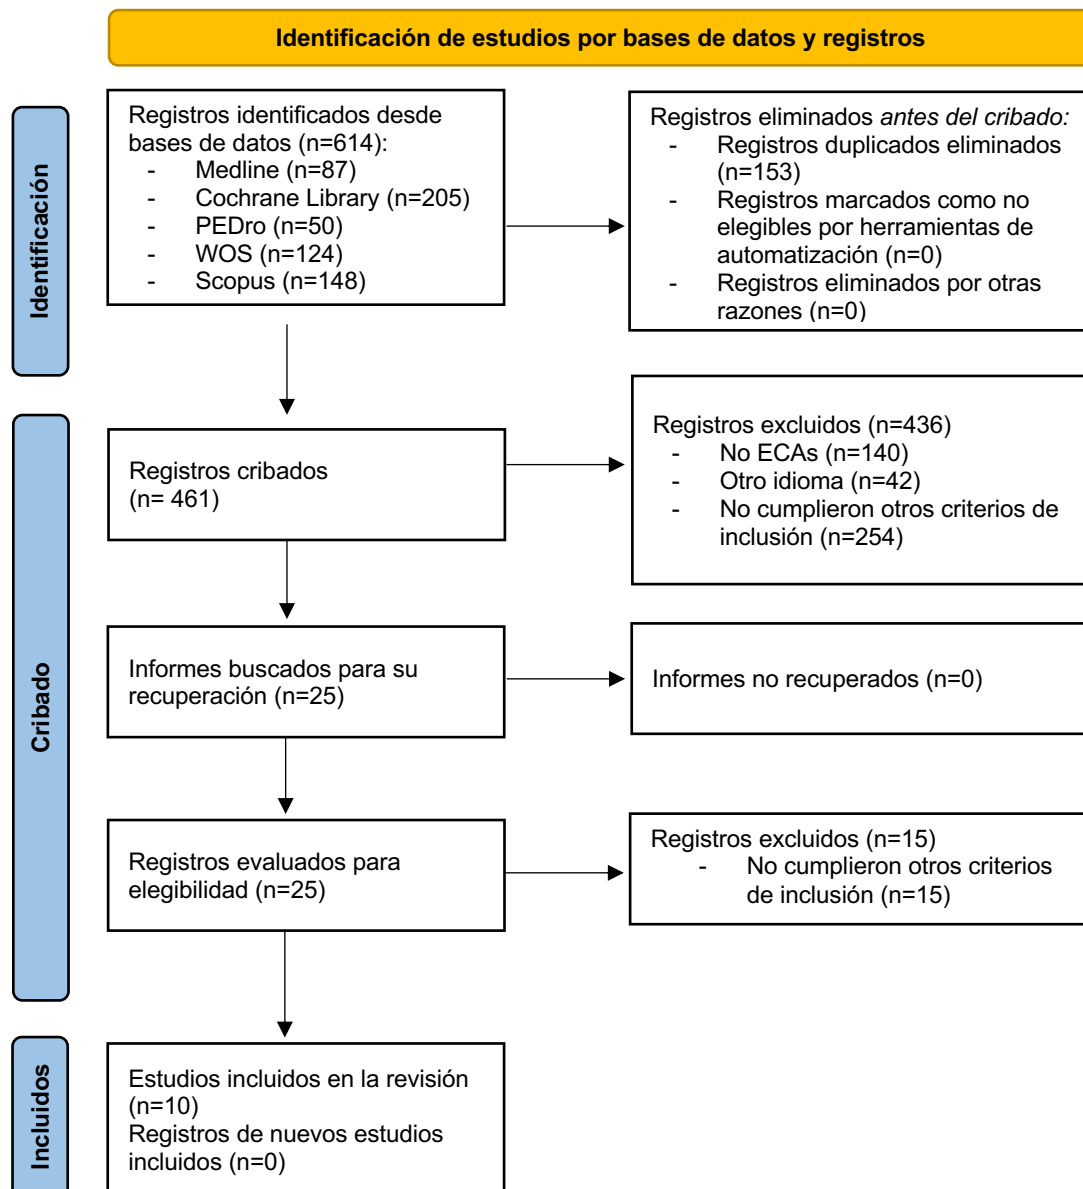 Identificación de estudios por bases de datos y registros
Identificación
Registros identificados desde
bases de datos (n=614):
- Medline (n=87)
- Cochrane Library (n=205)
- PEDro (n=50)
- WOS (n=124)
- Scopus (n=148)
Registros eliminados antes del cribado:
- Registros duplicados eliminados
(n=153)
- Registros marcados como no
elegibles por herramientas de
automatización (n=0)
- Registros eliminados por otras
razones (n=0)
Cribado
Registros cribados
(n= 461)
Registros excluidos (n=436)
- No ECAs (n=140)
- Otro idioma (n=42)
- No cumplieron otros criterios de
inclusión (n=254)
Informes buscados para su
recuperación (n=25)
Informes no recuperados (n=0)
Registros evaluados para
elegibilidad (n=25)
Registros excluidos (n=15)
- No cumplieron otros criterios
de inclusión (n=15)
Incluidos
Estudios incluidos en la revisión
(n=10)
Registros de nuevos estudios
incluidos (n=0)